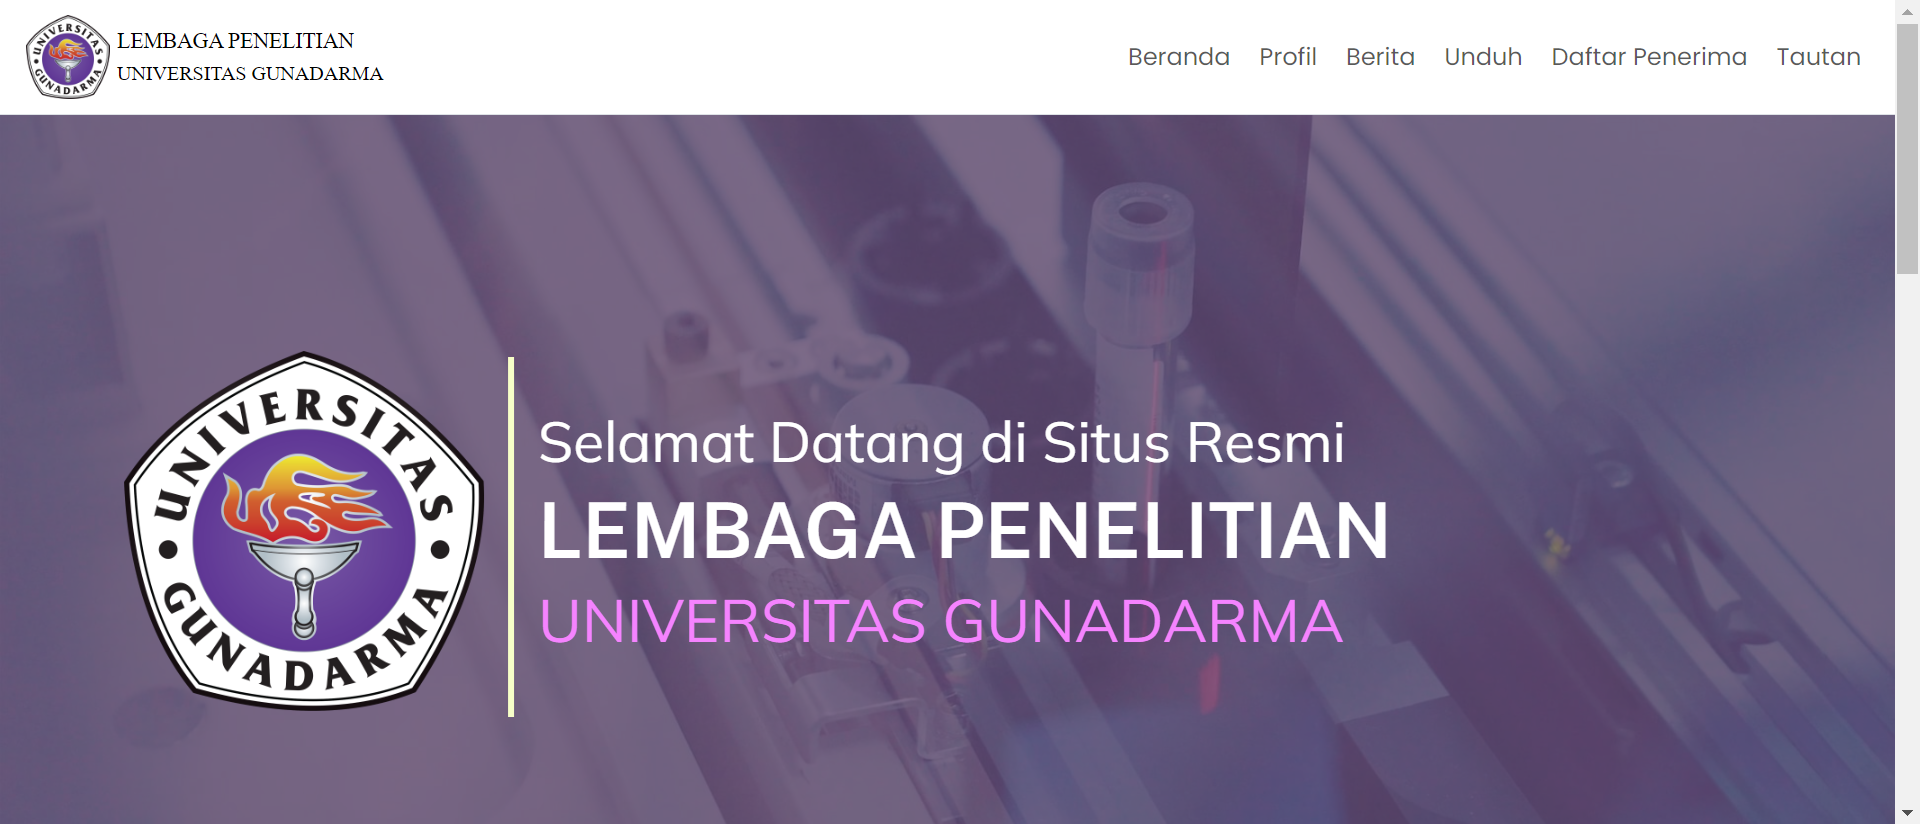 UNIVERSITAS
GUNADARMA
LEMBAGA PENELITIAN
UNIVERSITAS GUNADARMA
Beranda Profil Berita Unduh Daftar Penerima Tautan
UNIVERSITAS
GUNADARMA
Selamat Datang di Situs Resmi
LEMBAGA PENELITIAN
UNIVERSITAS GUNADARMA